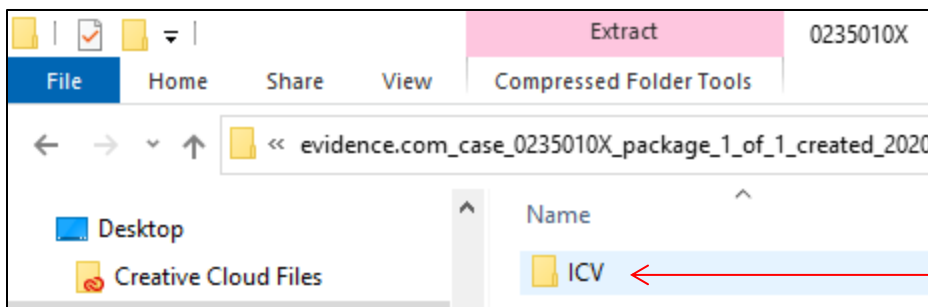 Extract 0235010X
File Home Share View Compressed Folder Tools
« evidence.com_case_0235010X_package_1_of_1_created_2020
Desktop
Name
Creative Cloud Files
ICV